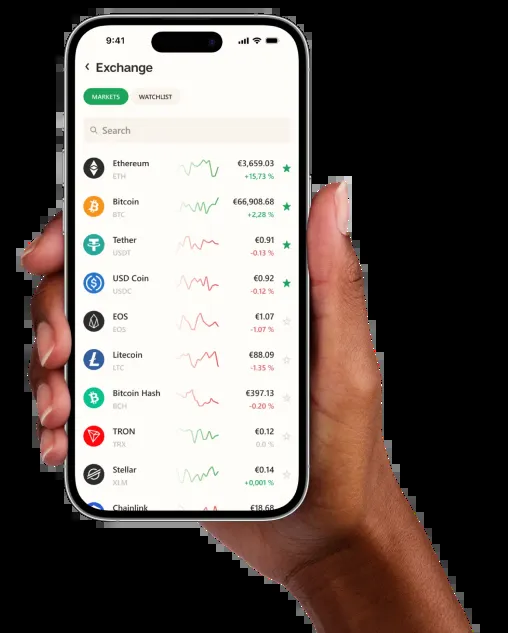 9:41
Exchange
MARKETS WATCHLIST
Search
Ethereum €3,659.03
ETH +15,73 %
Bitcoin €66,908.68
BTC +2,28 %
Tether €0.91
USDT -0.13 %
USD Coin €0.92
USDC -0.12 %
EOS €1.07
EOS -1.07 %
Litecoin €88.09
LTC -1.35 %
Bitcoin Hash €397.13
BCH -0.20 %
TRON €0.12
TRX 0,0 %
Stellar €0.14
XLM +0,001 %
Chainlink €18.68